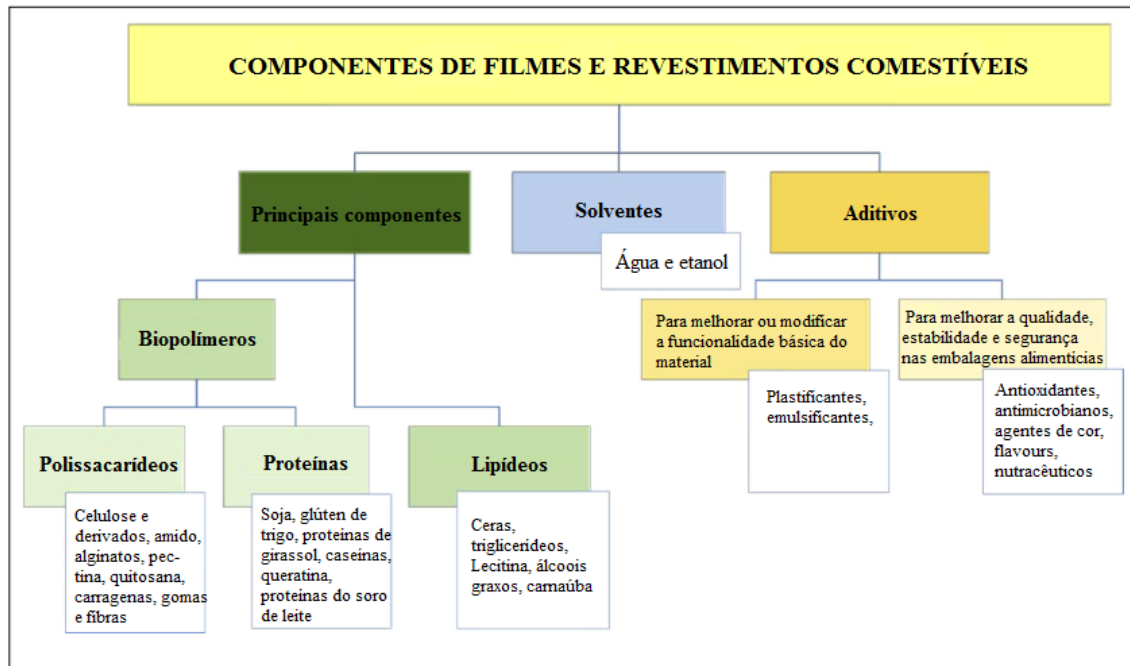 COMPONENTES DE FILMES E REVESTIMENTOS COMESTÍVEIS
Principais componentes
Solventes
Água e etanol
Aditivos
Para melhorar ou modificar
a funcionalidade básica do
material
Plastificantes,
emulsificantes,
Para melhorar a qualidade,
estabilidade e segurança
nas embalagens alimentícias
Antioxidantes,
antimicrobianos,
agentes de cor,
flavours,
nutracêuticos
Biopolímeros
Polissacarídeos
Celulose e
derivados, amido,
alginatos, pec-
tina, quitosana,
carragenas, gomas
e fibras
Proteínas
Soja, glúten de
trigo, proteínas de
girassol, caseínas,
queratina,
proteínas do soro
de leite
Lipídeos
Ceras,
triglicerídeos,
Lecitina, álcoois
graxos, carnaúba